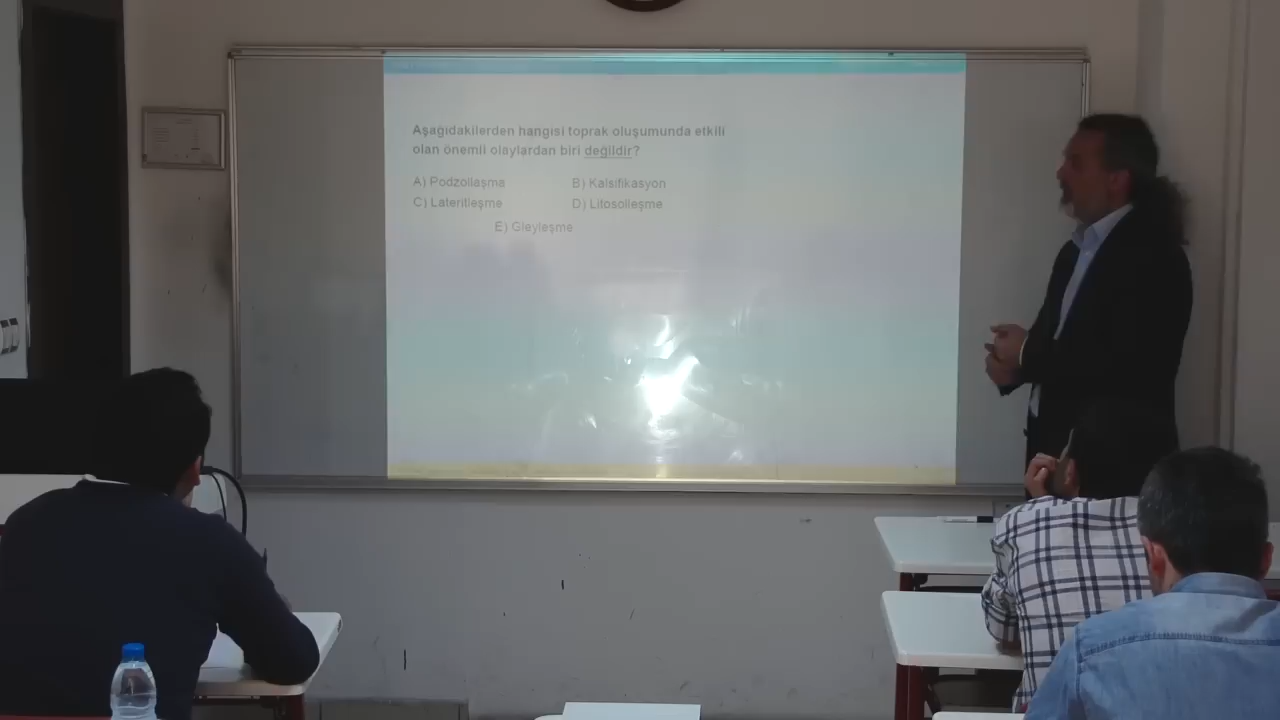 Aşağıdakilerden hangisi toprak oluşumunda etkili
olan önemli olaylardan biri değildir?
A) Podzollaşma B) Kalsifikasyon
C) Lateritleşme D) Litosolleşme
E) Gleyleşme